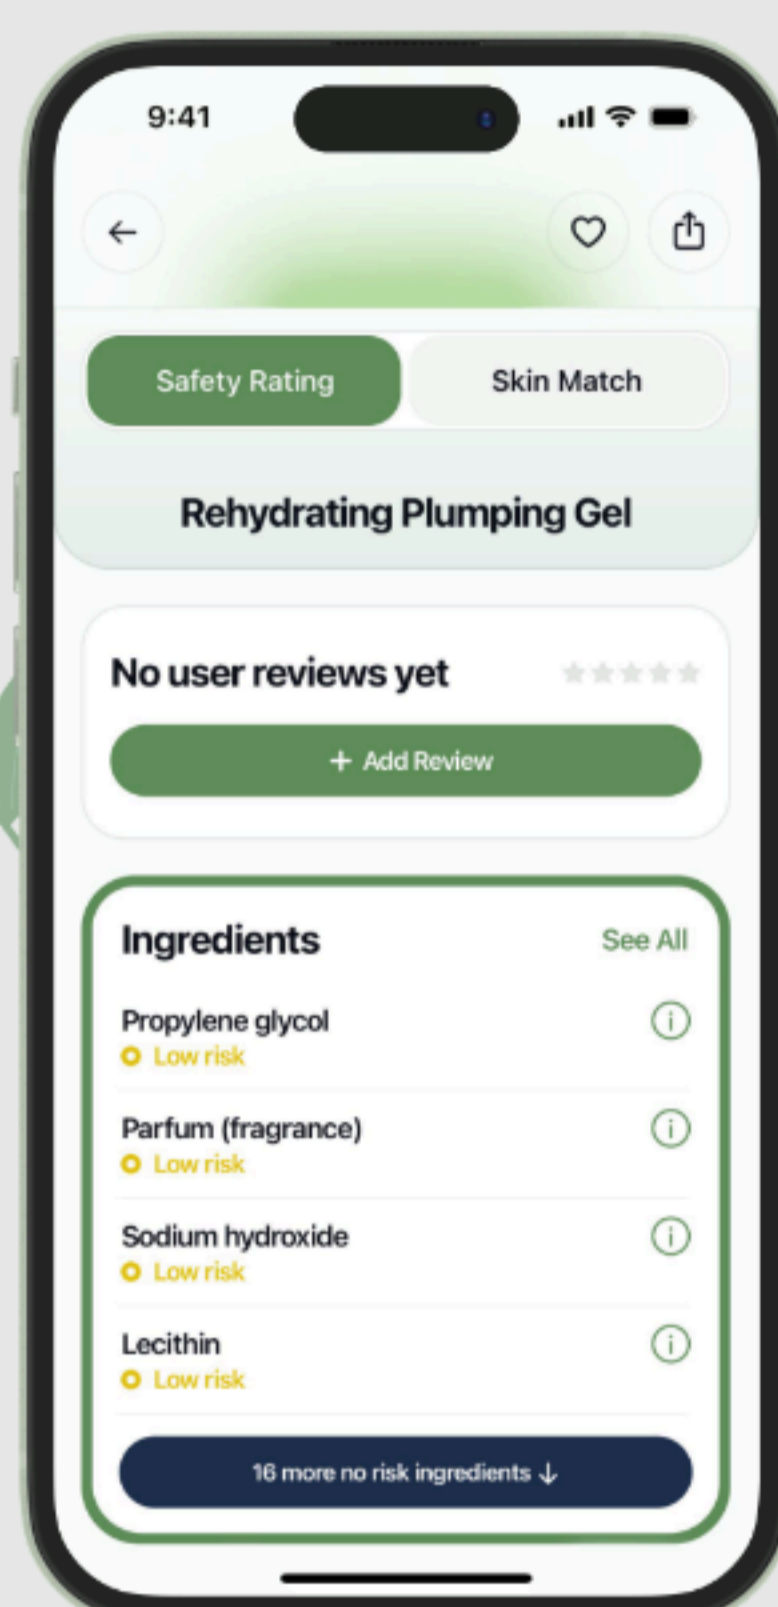 9:41
Safety Rating
Skin Match
Rehydrating Plumping Gel
No user reviews yet
+ Add Review
Ingredients
See All
Propylene glycol
Low risk
Parfum (fragrance)
Low risk
Sodium hydroxide
Low risk
Lecithin
Low risk
16 more no risk ingredients ↓